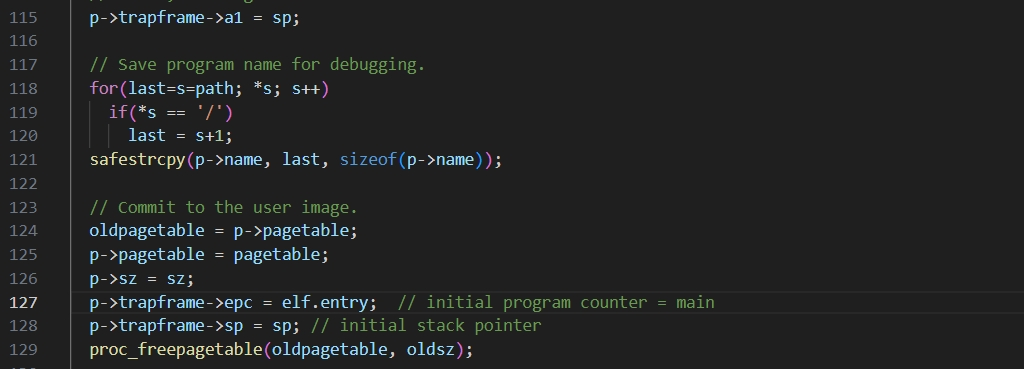 115 p->trapframe->a1 = sp;
116
117 // Save program name for debugging.
118 for(last=s=path; *s; s++)
119 if(*s == '/')
120 last = s+1;
121 safestrcpy(p->name, last, sizeof(p->name));
122
123 // Commit to the user image.
124 oldpagetable = p->pagetable;
125 p->pagetable = pagetable;
126 p->sz = sz;
127 p->trapframe->epc = elf.entry;  // initial program counter = main
128 p->trapframe->sp = sp; // initial stack pointer
129 proc_freepagetable(oldpagetable, oldsz);